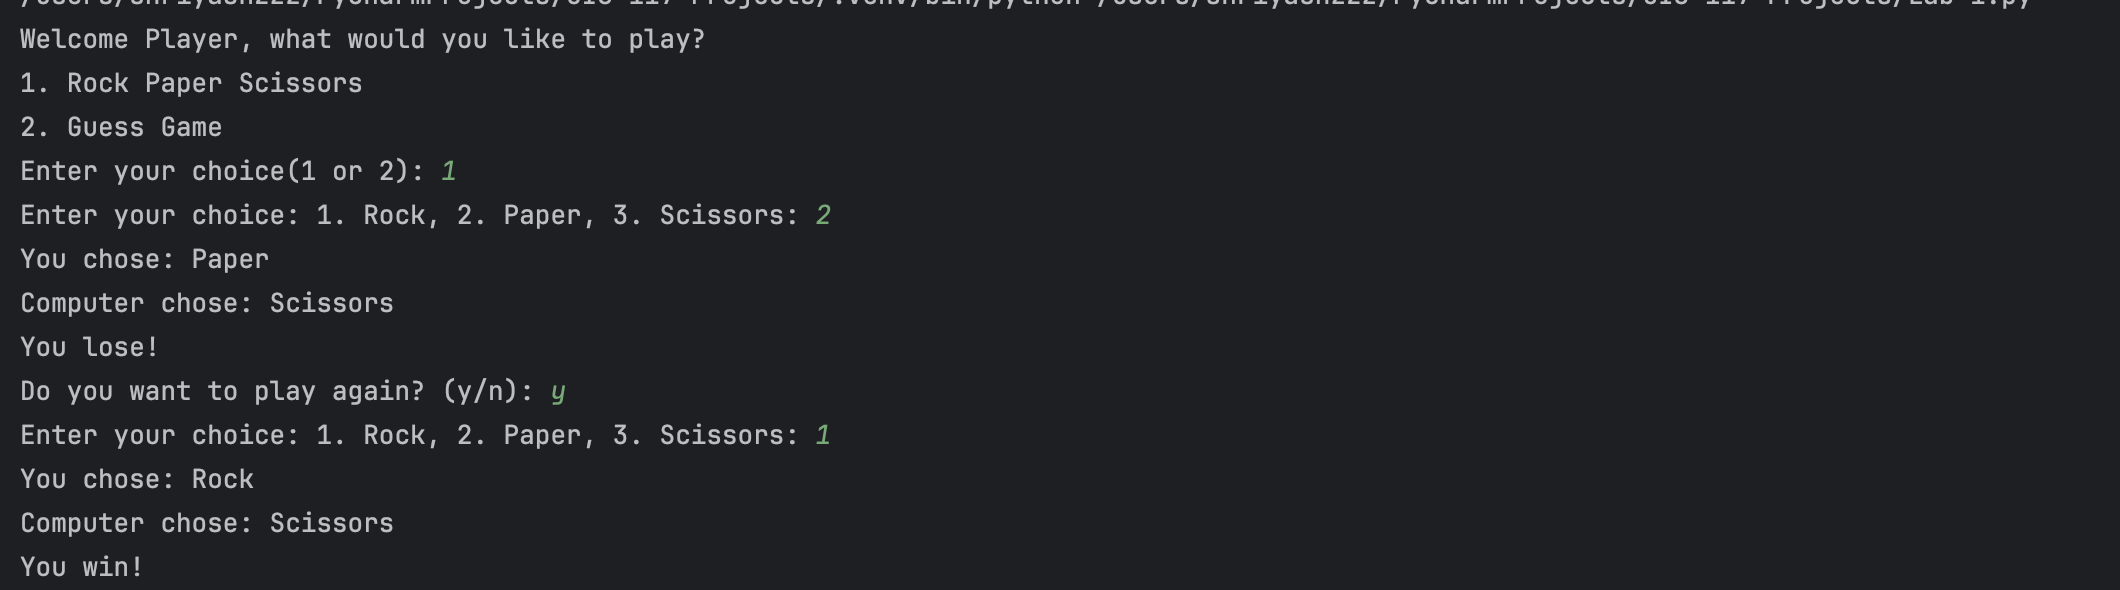 Welcome Player, what would you like to play?
1. Rock Paper Scissors
2. Guess Game
Enter your choice(1 or 2): 1
Enter your choice: 1. Rock, 2. Paper, 3. Scissors: 2
You chose: Paper
Computer chose: Scissors
You lose!
Do you want to play again? (y/n): y
Enter your choice: 1. Rock, 2. Paper, 3. Scissors: 1
You chose: Rock
Computer chose: Scissors
You win!